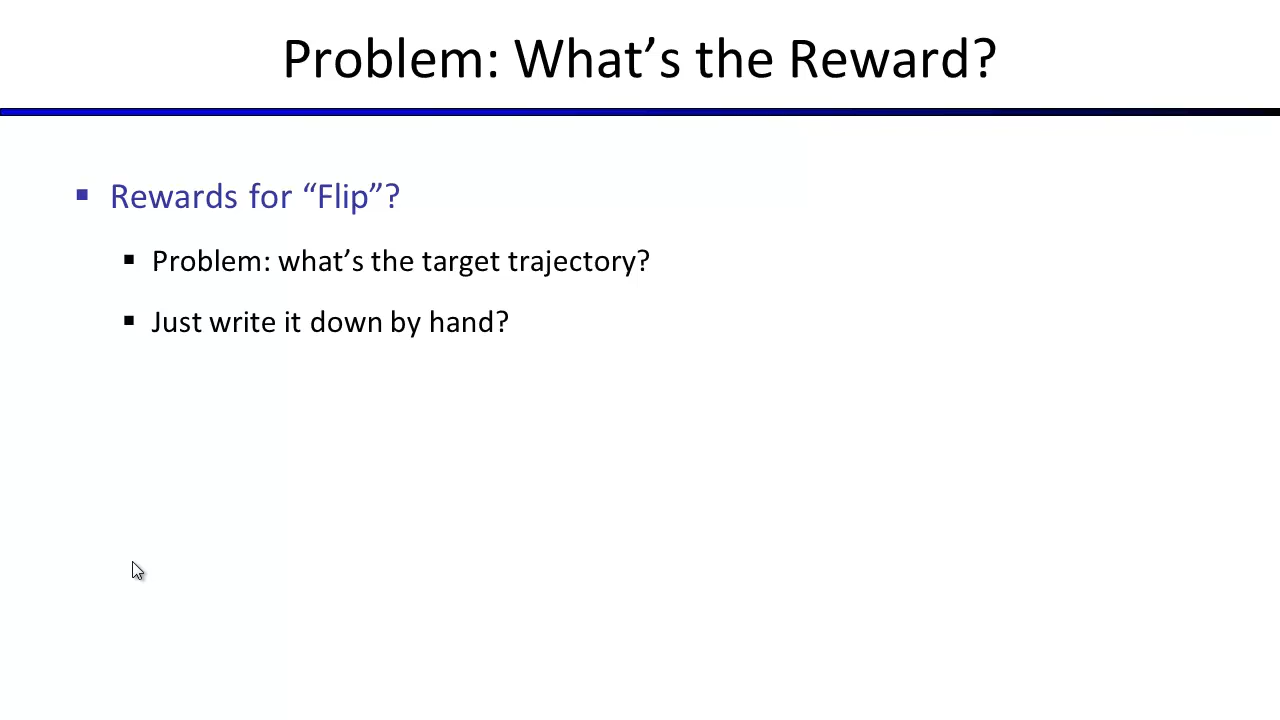 Problem: What’s the Reward?
▪ Rewards for “Flip”?
▪ Problem: what’s the target trajectory?
▪ Just write it down by hand?